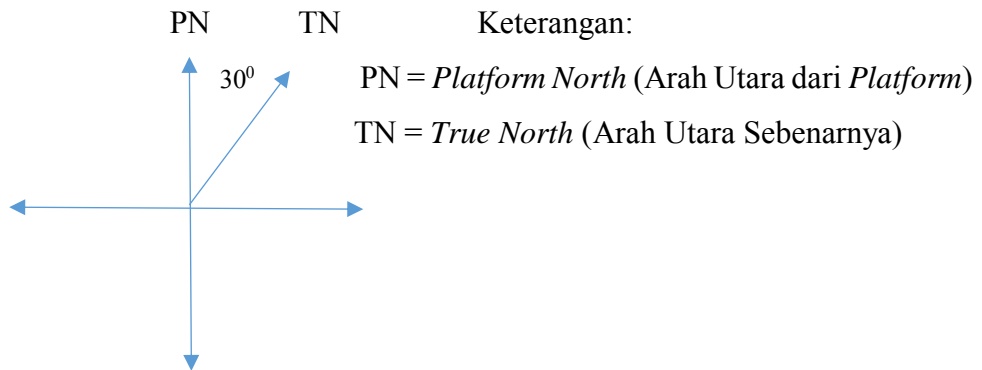 PN TN Keterangan:
30⁰ PN = Platform North (Arah Utara dari Platform)
TN = True North (Arah Utara Sebenarnya)